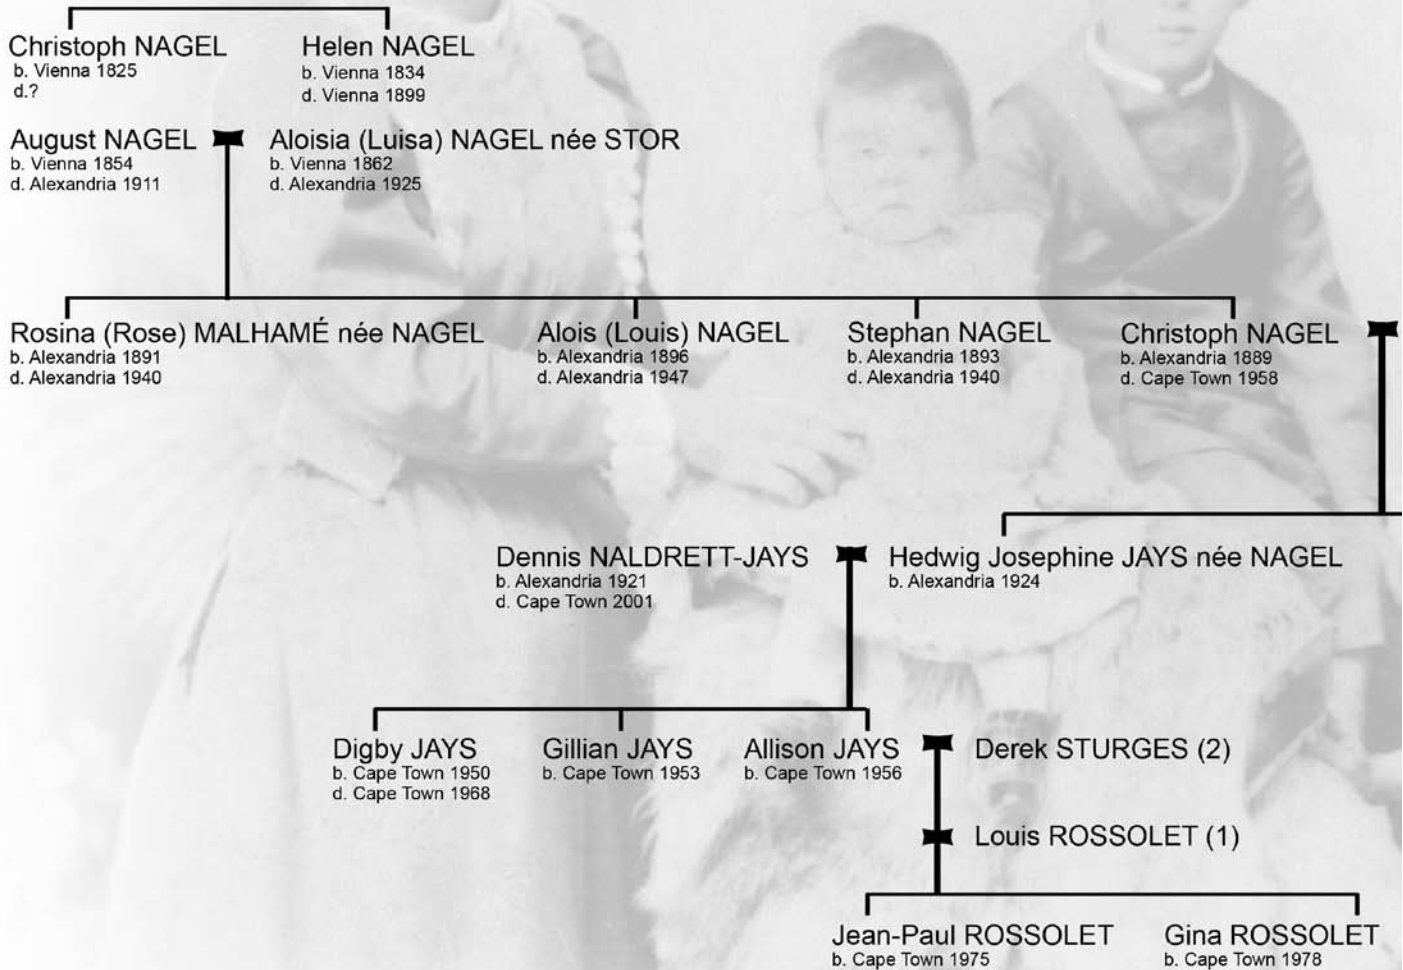 Christoph NAGEL
b. Vienna 1825
d.?
Helen NAGEL
b. Vienna 1834
d. Vienna 1899
August NAGEL
b. Vienna 1854
d. Alexandria 1911
Aloisia (Luisa) NAGEL née STOR
b. Vienna 1862
d. Alexandria 1925
Rosina (Rose) MALHAMÉ née NAGEL
b. Alexandria 1891
d. Alexandria 1940
Alois (Louis) NAGEL
b. Alexandria 1896
d. Alexandria 1947
Stephan NAGEL
b. Alexandria 1893
d. Alexandria 1940
Christoph NAGEL
b. Alexandria 1889
d. Cape Town 1958
Dennis NALDRETT-JAYS
b. Alexandria 1921
d. Cape Town 2001
Hedwig Josephine JAYS née NAGEL
b. Alexandria 1924
Digby JAYS
b. Cape Town 1950
d. Cape Town 1968
Gillian JAYS
b. Cape Town 1953
Allison JAYS
b. Cape Town 1956
Derek STURGES (2)
Louis ROSSOLET (1)
Jean-Paul ROSSOLET
b. Cape Town 1975
Gina ROSSOLET
b. Cape Town 1978